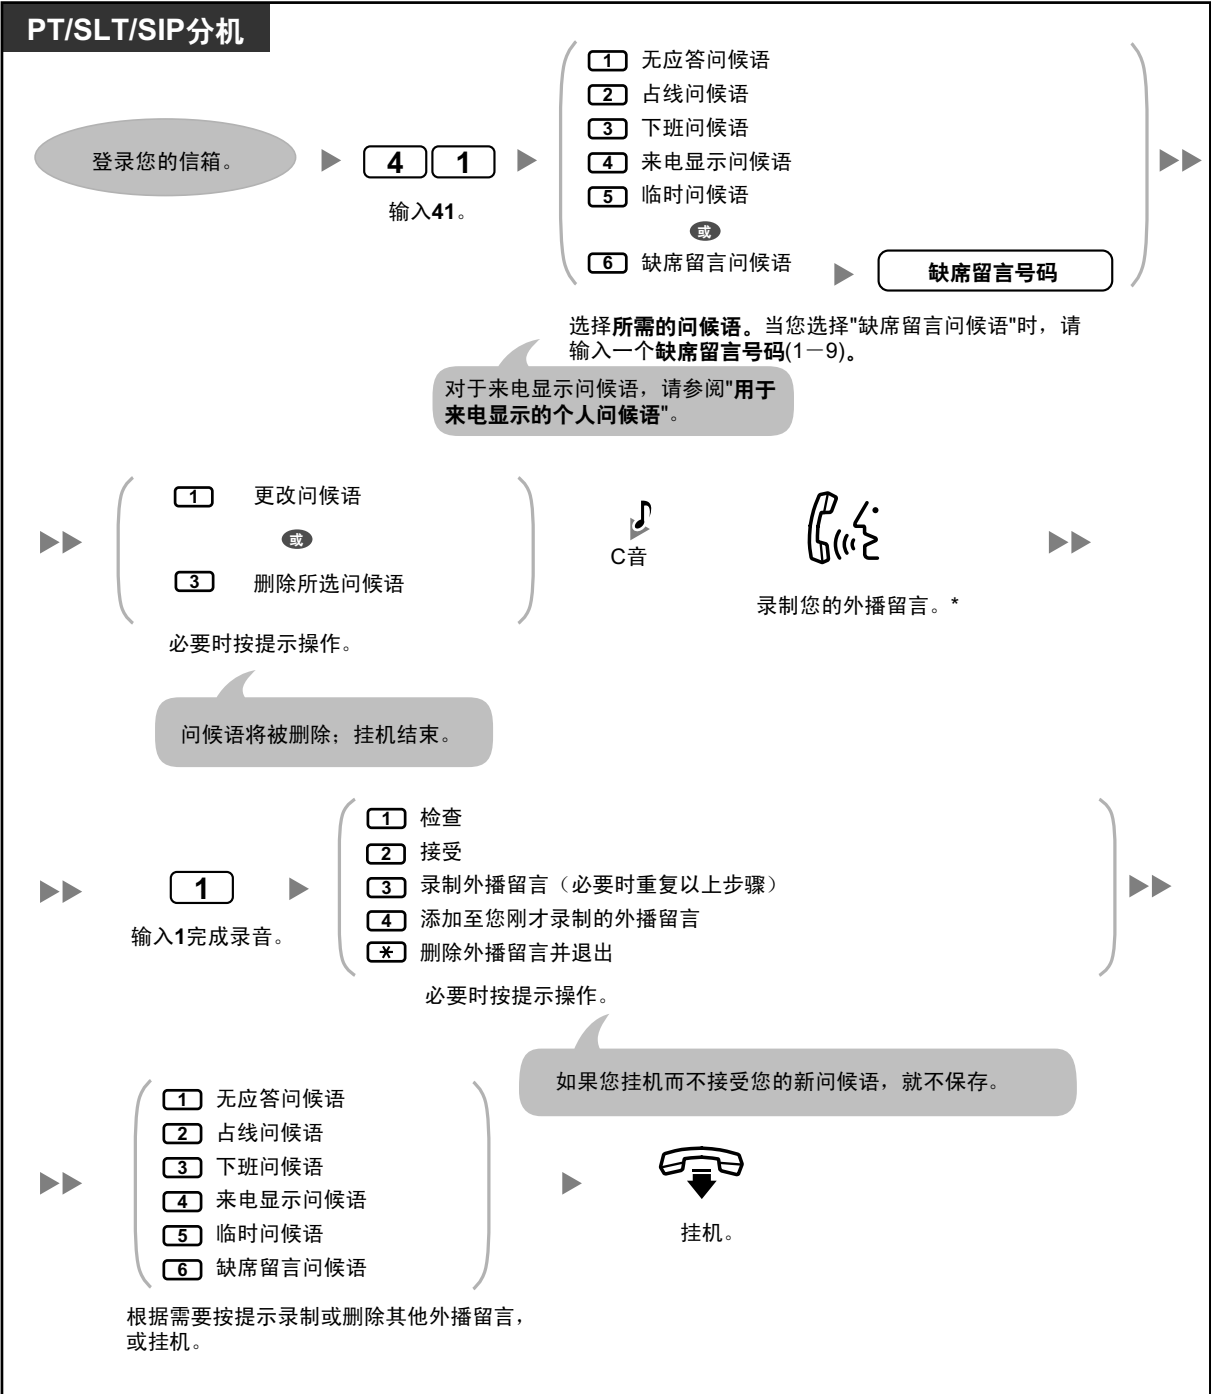 PT/SLT/SIP分机
登录您的信箱。
4 1
输入41。
1 无应答问候语
2 占线问候语
3 下班问候语
4 来电显示问候语
5 临时问候语
或
6 缺席留言问候语
缺席留言号码
选择所需的问候语。当您选择"缺席留言问候语"时，请
输入一个缺席留言号码(1－9)。
对于来电显示问候语，请参阅"用于
来电显示的个人问候语"。
1 更改问候语
或
3 删除所选问候语
必要时按提示操作。
问候语将被删除；挂机结束。
C音
录制您的外播留言。*
1
输入1完成录音。
1 检查
2 接受
3 录制外播留言（必要时重复以上步骤）
4 添加至您刚才录制的外播留言
* 删除外播留言并退出
必要时按提示操作。
如果您挂机而不接受您的新问候语，就不保存。
1 无应答问候语
2 占线问候语
3 下班问候语
4 来电显示问候语
5 临时问候语
6 缺席留言问候语
根据需要按提示录制或删除其他外播留言，
或挂机。
挂机。